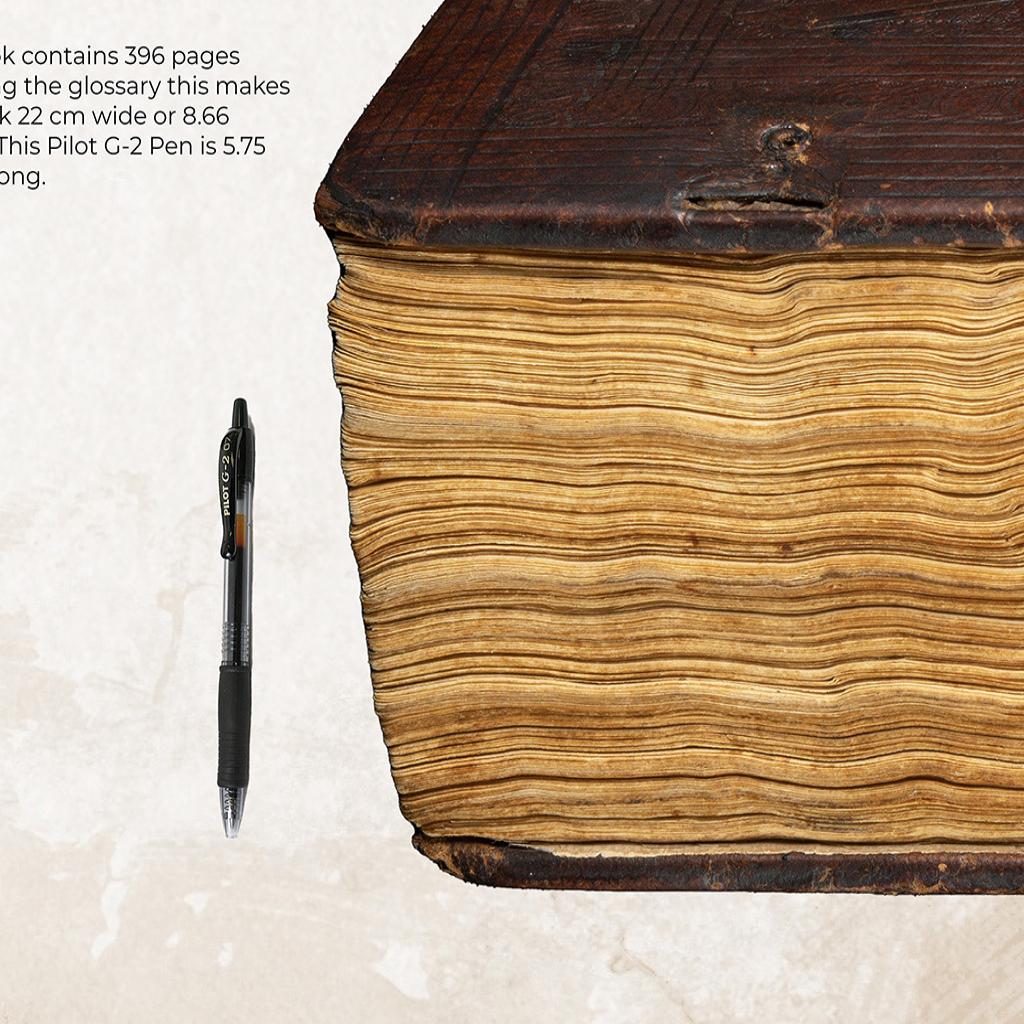 k contains 396 pages
g the glossary this makes
k 22 cm wide or 8.66
This Pilot G-2 Pen is 5.75
ong.
PILOT G-2 07